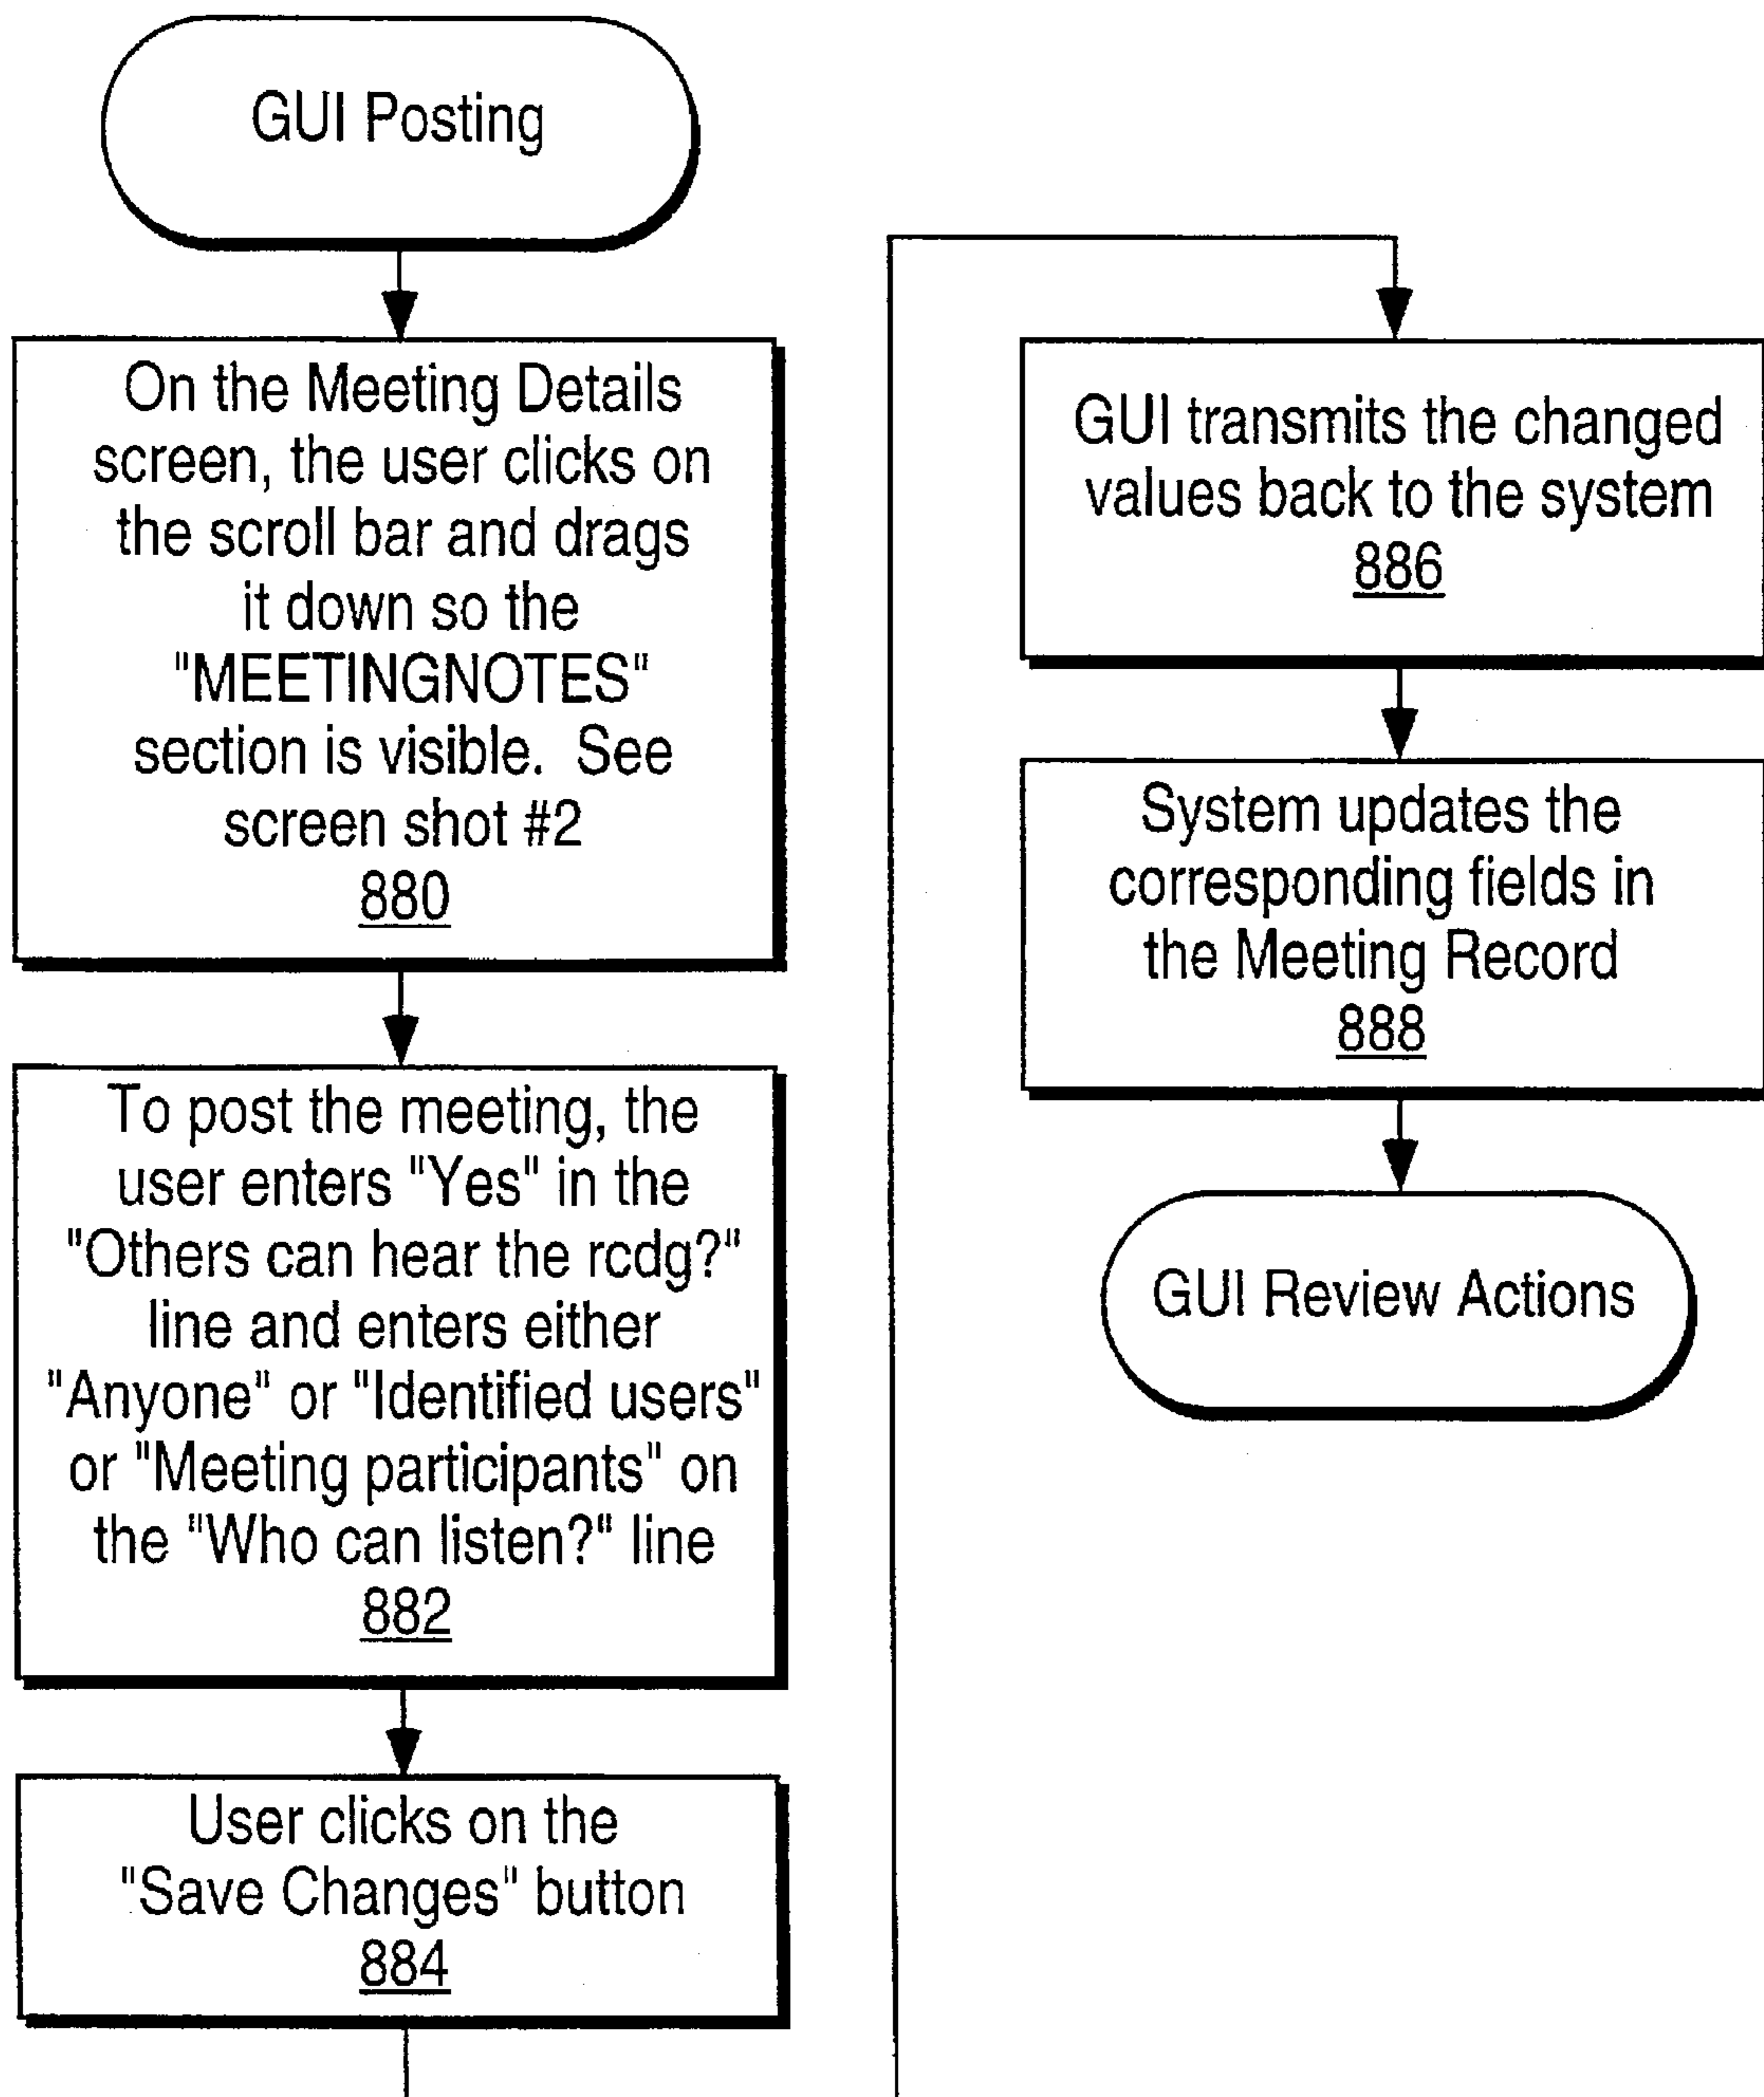 GUI Posting
On the Meeting Details
screen, the user clicks on
the scroll bar and drags
it down so the
"MEETINGNOTES"
section is visible. See
screen shot #2
880
To post the meeting, the
user enters "Yes" in the
"Others can hear the rcdg?"
line and enters either
"Anyone" or "Identified users"
or "Meeting participants" on
the "Who can listen?" line
882
User clicks on the
"Save Changes" button
884
GUI transmits the changed
values back to the system
886
System updates the
corresponding fields in
the Meeting Record
888
GUI Review Actions